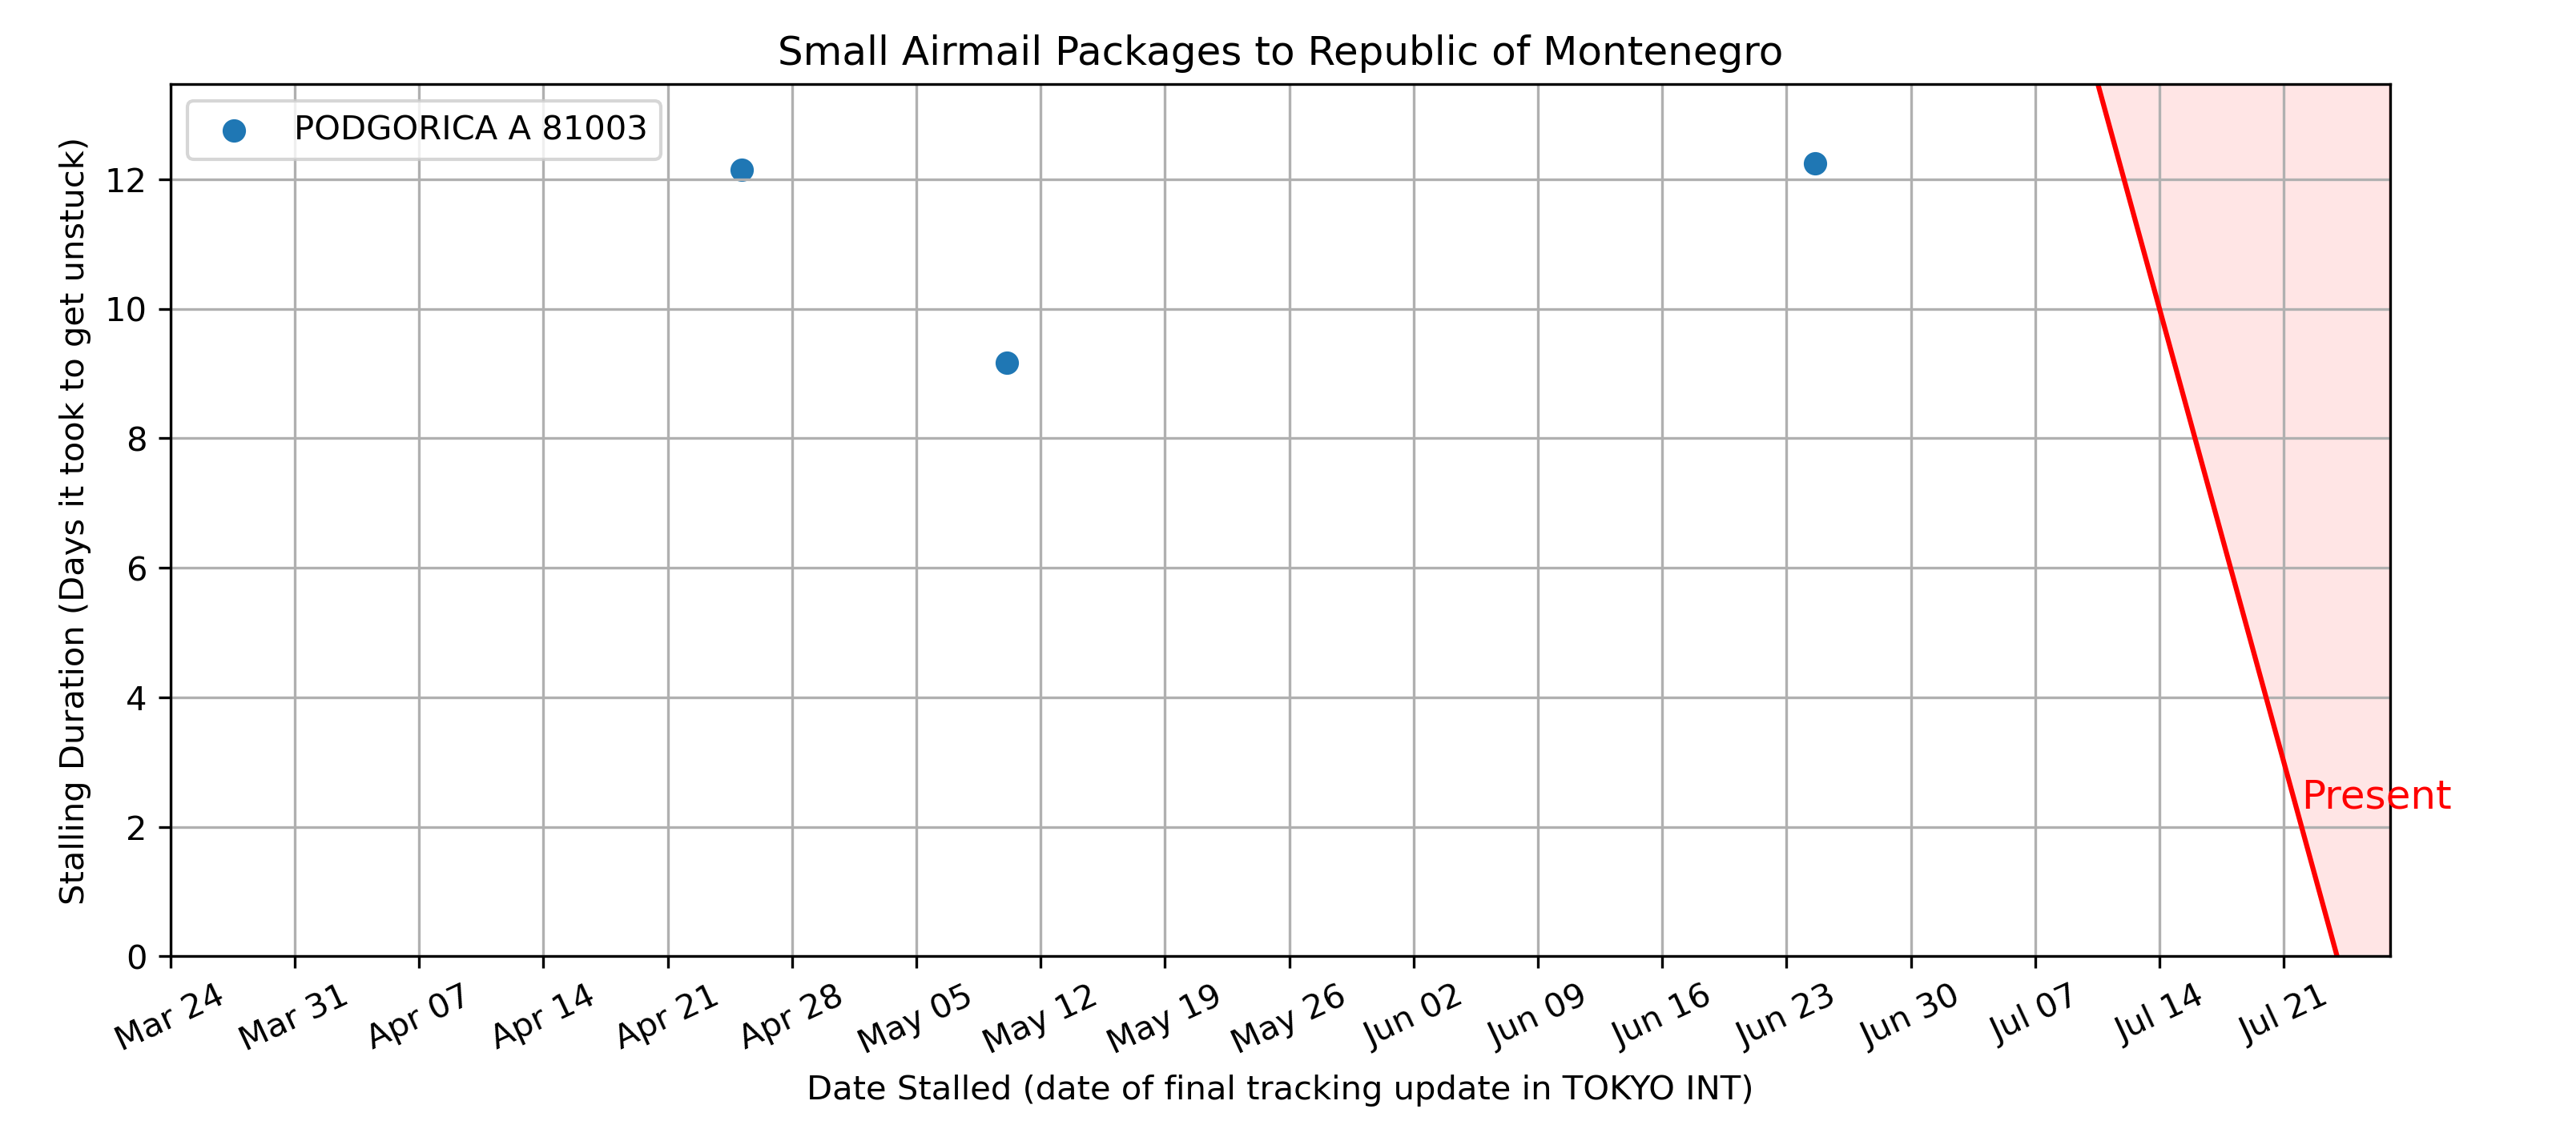 Small Airmail Packages to Republic of Montenegro
PODGORICA A 81003
Stalling Duration (Days it took to get unstuck)
12
10
8
6
4
2
0
Present
Mar 24 Mar 31 Apr 07 Apr 14 Apr 21 Apr 28 May 05 May 12 May 19 May 26 Jun 02 Jun 09 Jun 16 Jun 23 Jun 30 Jul 07 Jul 14 Jul 21
Date Stalled (date of final tracking update in TOKYO INT)